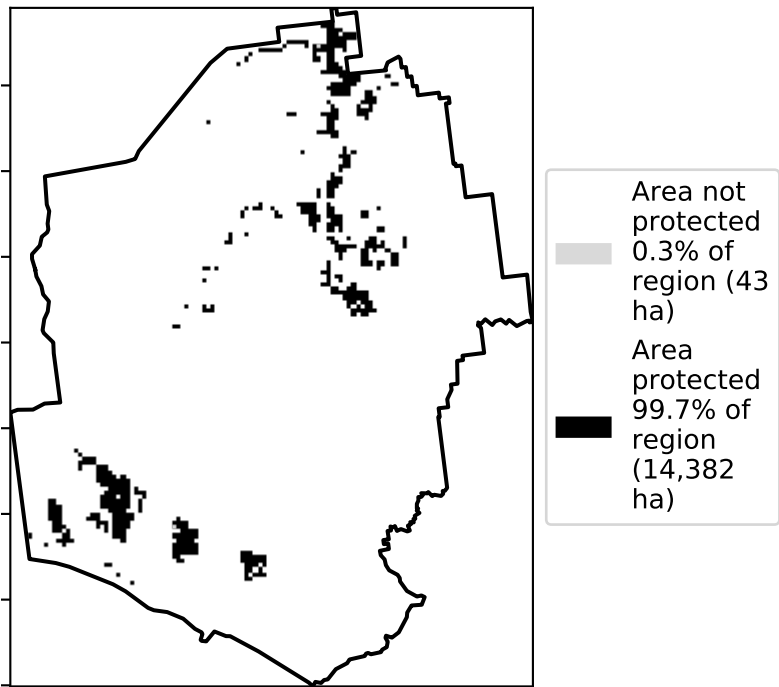 Area not
protected
0.3% of
region (43
ha)
Area
protected
99.7% of
region
(14,382
ha)